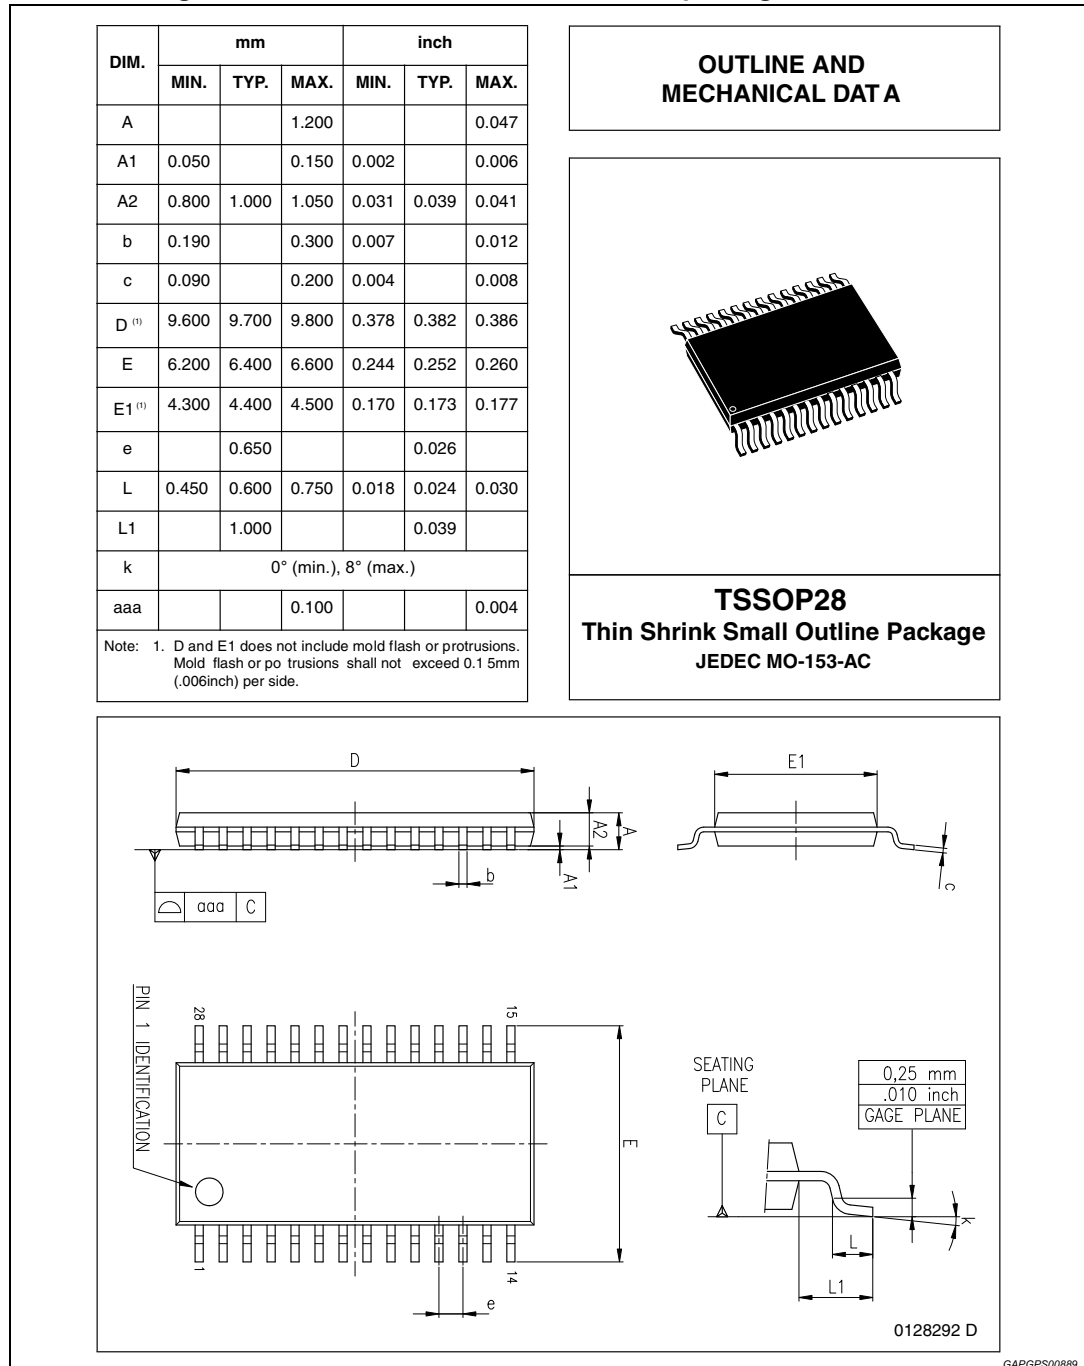 DIM. mm inch
MIN. TYP. MAX. MIN. TYP. MAX.
A 1.200 0.047
A1 0.050 0.150 0.002 0.006
A2 0.800 1.000 1.050 0.031 0.039 0.041
b 0.190 0.300 0.007 0.012
c 0.090 0.200 0.004 0.008
D (1) 9.600 9.700 9.800 0.378 0.382 0.386
E 6.200 6.400 6.600 0.244 0.252 0.260
E1 (1) 4.300 4.400 4.500 0.170 0.173 0.177
e 0.650 0.026
L 0.450 0.600 0.750 0.018 0.024 0.030
L1 1.000 0.039
k 0° (min.), 8° (max.)
aaa 0.100 0.004
Note: 1. D and E1 does not include mold flash or protrusions.
Mold flash or po trusions shall not exceed 0.1 5mm
(.006inch) per side.
OUTLINE AND
MECHANICAL DAT A
TSSOP28
Thin Shrink Small Outline Package
JEDEC MO-153-AC
D
A2
A
b
A1
aaa C
E1
c
PIN 1 IDENTIFICATION
28
15
E
1
14
e
SEATING
PLANE
C
0,25 mm
.010 inch
GAGE PLANE
k
L
L1
0128292 D
GAPGPS00889